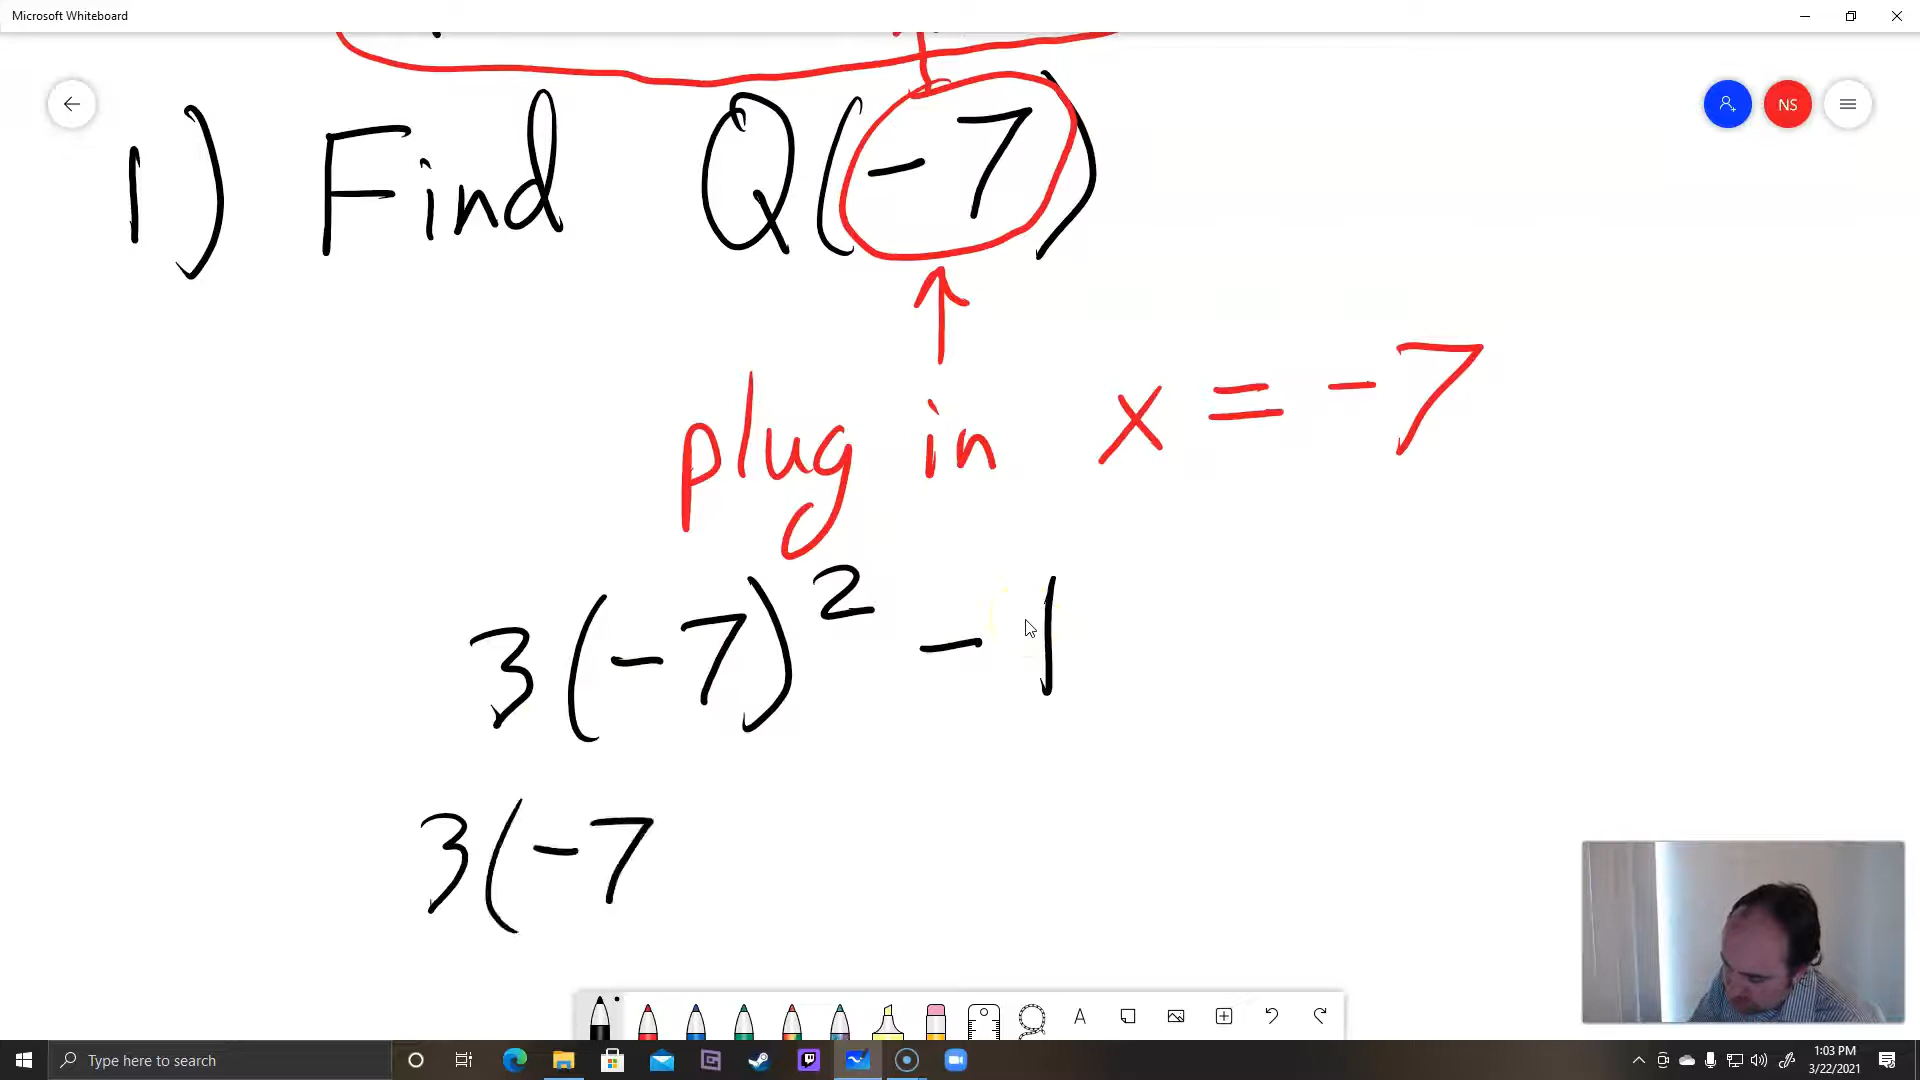 Microsoft Whiteboard
NS
1) Find Q(-7)
plug in x = -7
3(-7)² - 1
3(-7
A
Type here to search
1:03 PM
3/22/2021